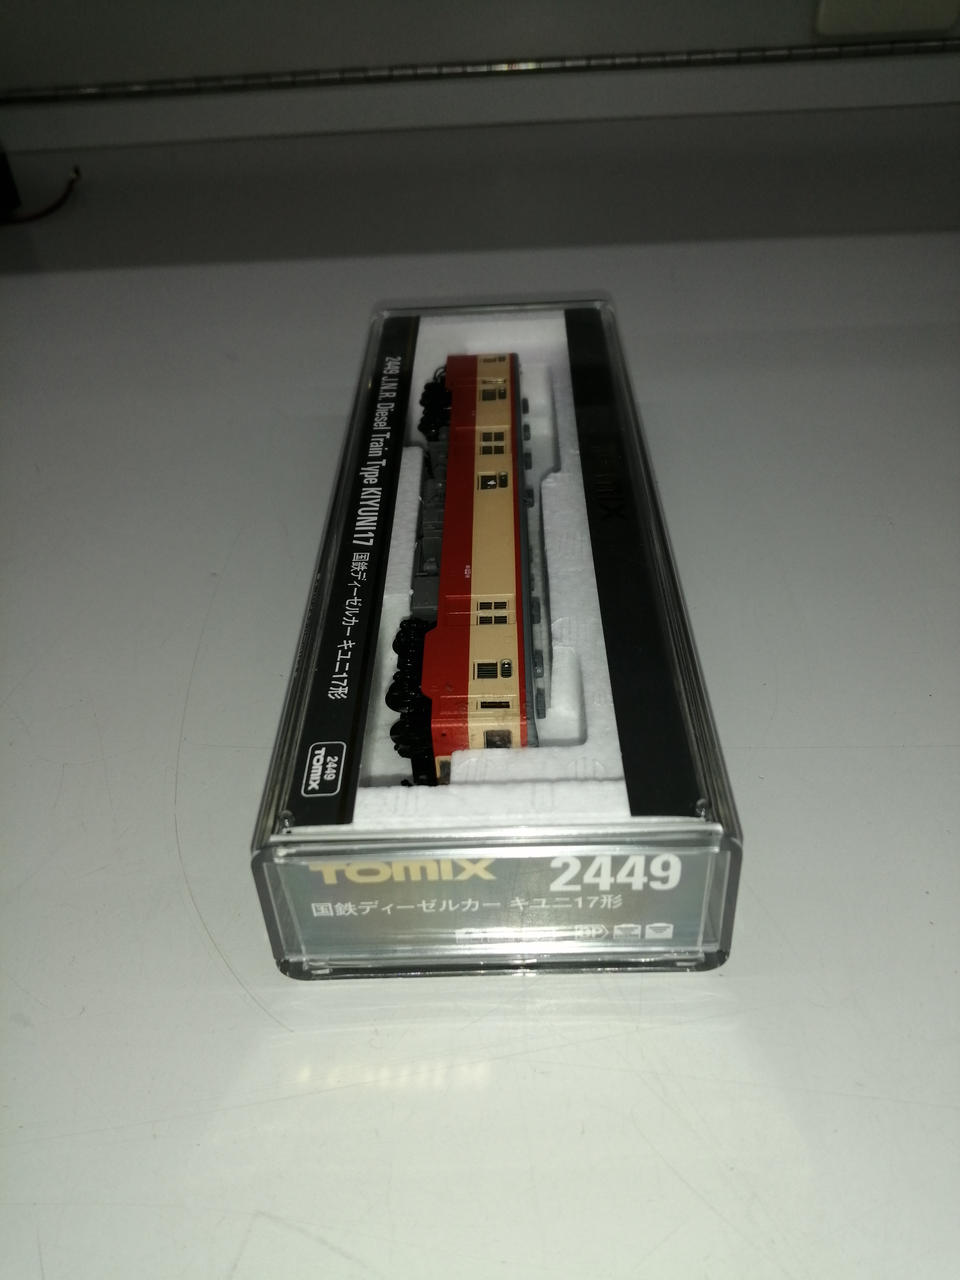 2449 J.N.R. Diesel Train Type KIYUNI17 国鉄ディーゼルカー キユニ17形
2449
TOMIX
TOMIX 2449
国鉄ディーゼルカー キユニ17形